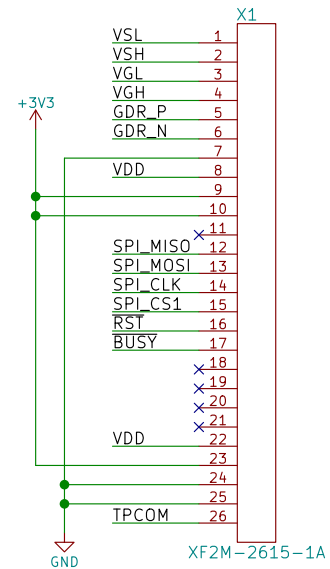 X1
VSL 1
VSH 2
VGL 3
VGH 4
+3V3
GDR_P 5
GDR_N 6
7
VDD 8
9
10
11
SPI_MISO 12
SPI_MOSI 13
SPI_CLK 14
SPI_CS1 15
RST 16
BUSY 17
18
19
20
21
VDD 22
23
24
25
TPCOM 26
XF2M-2615-1A
GND